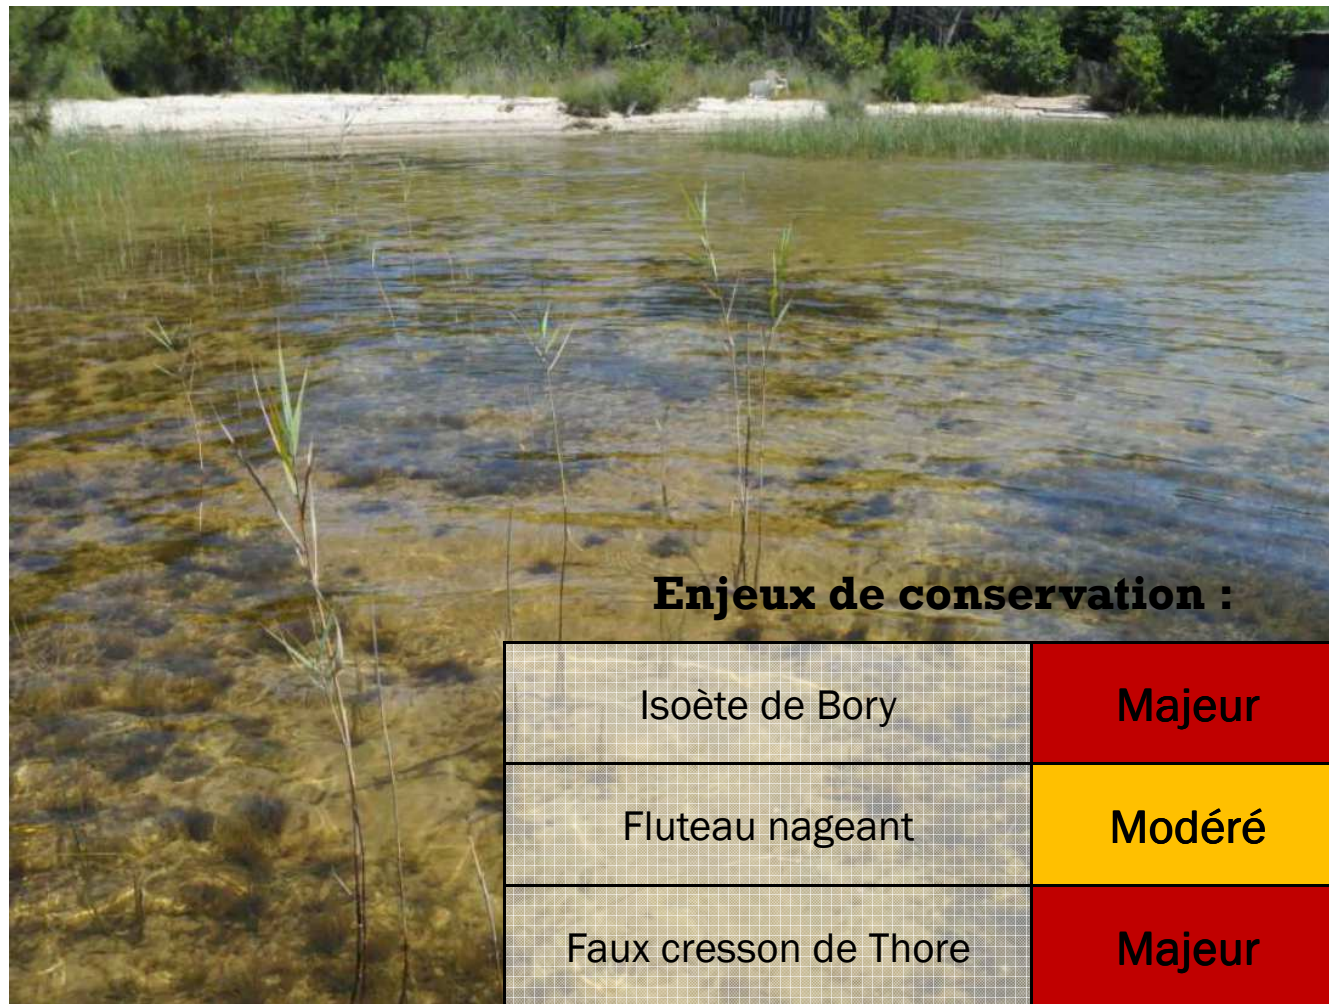 Enjeux de conservation :
Isoète de Bory Majeur
Fluteau nageant Modéré
Faux cresson de Thore Majeur